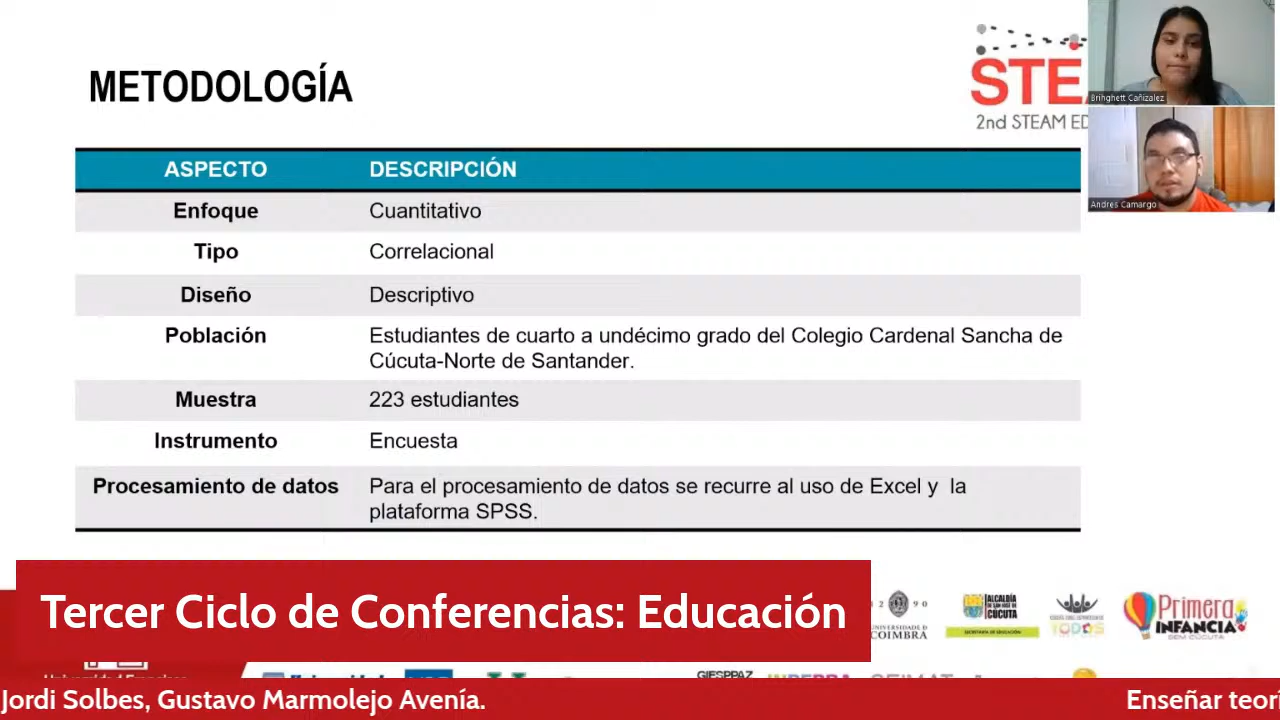 METODOLOGÍA
2nd STEAM
Brihghett Cañizalez
Andres Camargo
ASPECTO DESCRIPCIÓN
Enfoque Cuantitativo
Tipo Correlacional
Diseño Descriptivo
Población Estudiantes de cuarto a undécimo grado del Colegio Cardenal Sancha de
Cúcuta-Norte de Santander.
Muestra 223 estudiantes
Instrumento Encuesta
Procesamiento de datos Para el procesamiento de datos se recurre al uso de Excel y la
plataforma SPSS.
Tercer Ciclo de Conferencias: Educación
COIMBRA
ALCALDÍA
CÚCUTA
TODOS
Primera
INFANCIA
GIESPPAZ
Jordi Solbes, Gustavo Marmolejo Avenía.
Enseñar